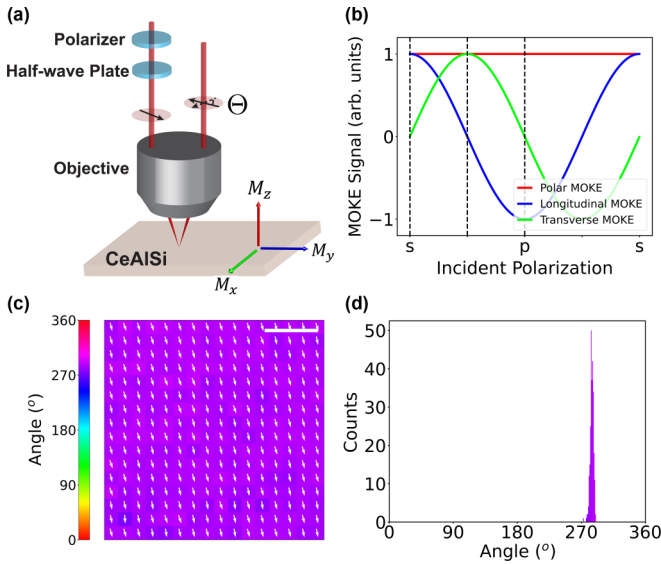 (a)
Polarizer
Half-wave Plate
Θ
Objective
M_z
CeAlSi
M_y
M_x
(b)
MOKE Signal (arb. units)
1
0
−1
Polar MOKE
Longitudinal MOKE
Transverse MOKE
s
p
s
Incident Polarization
(c)
Angle (°)
360
270
180
90
0
(d)
Counts
50
40
30
20
10
0
0 90 180 270 360
Angle (°)